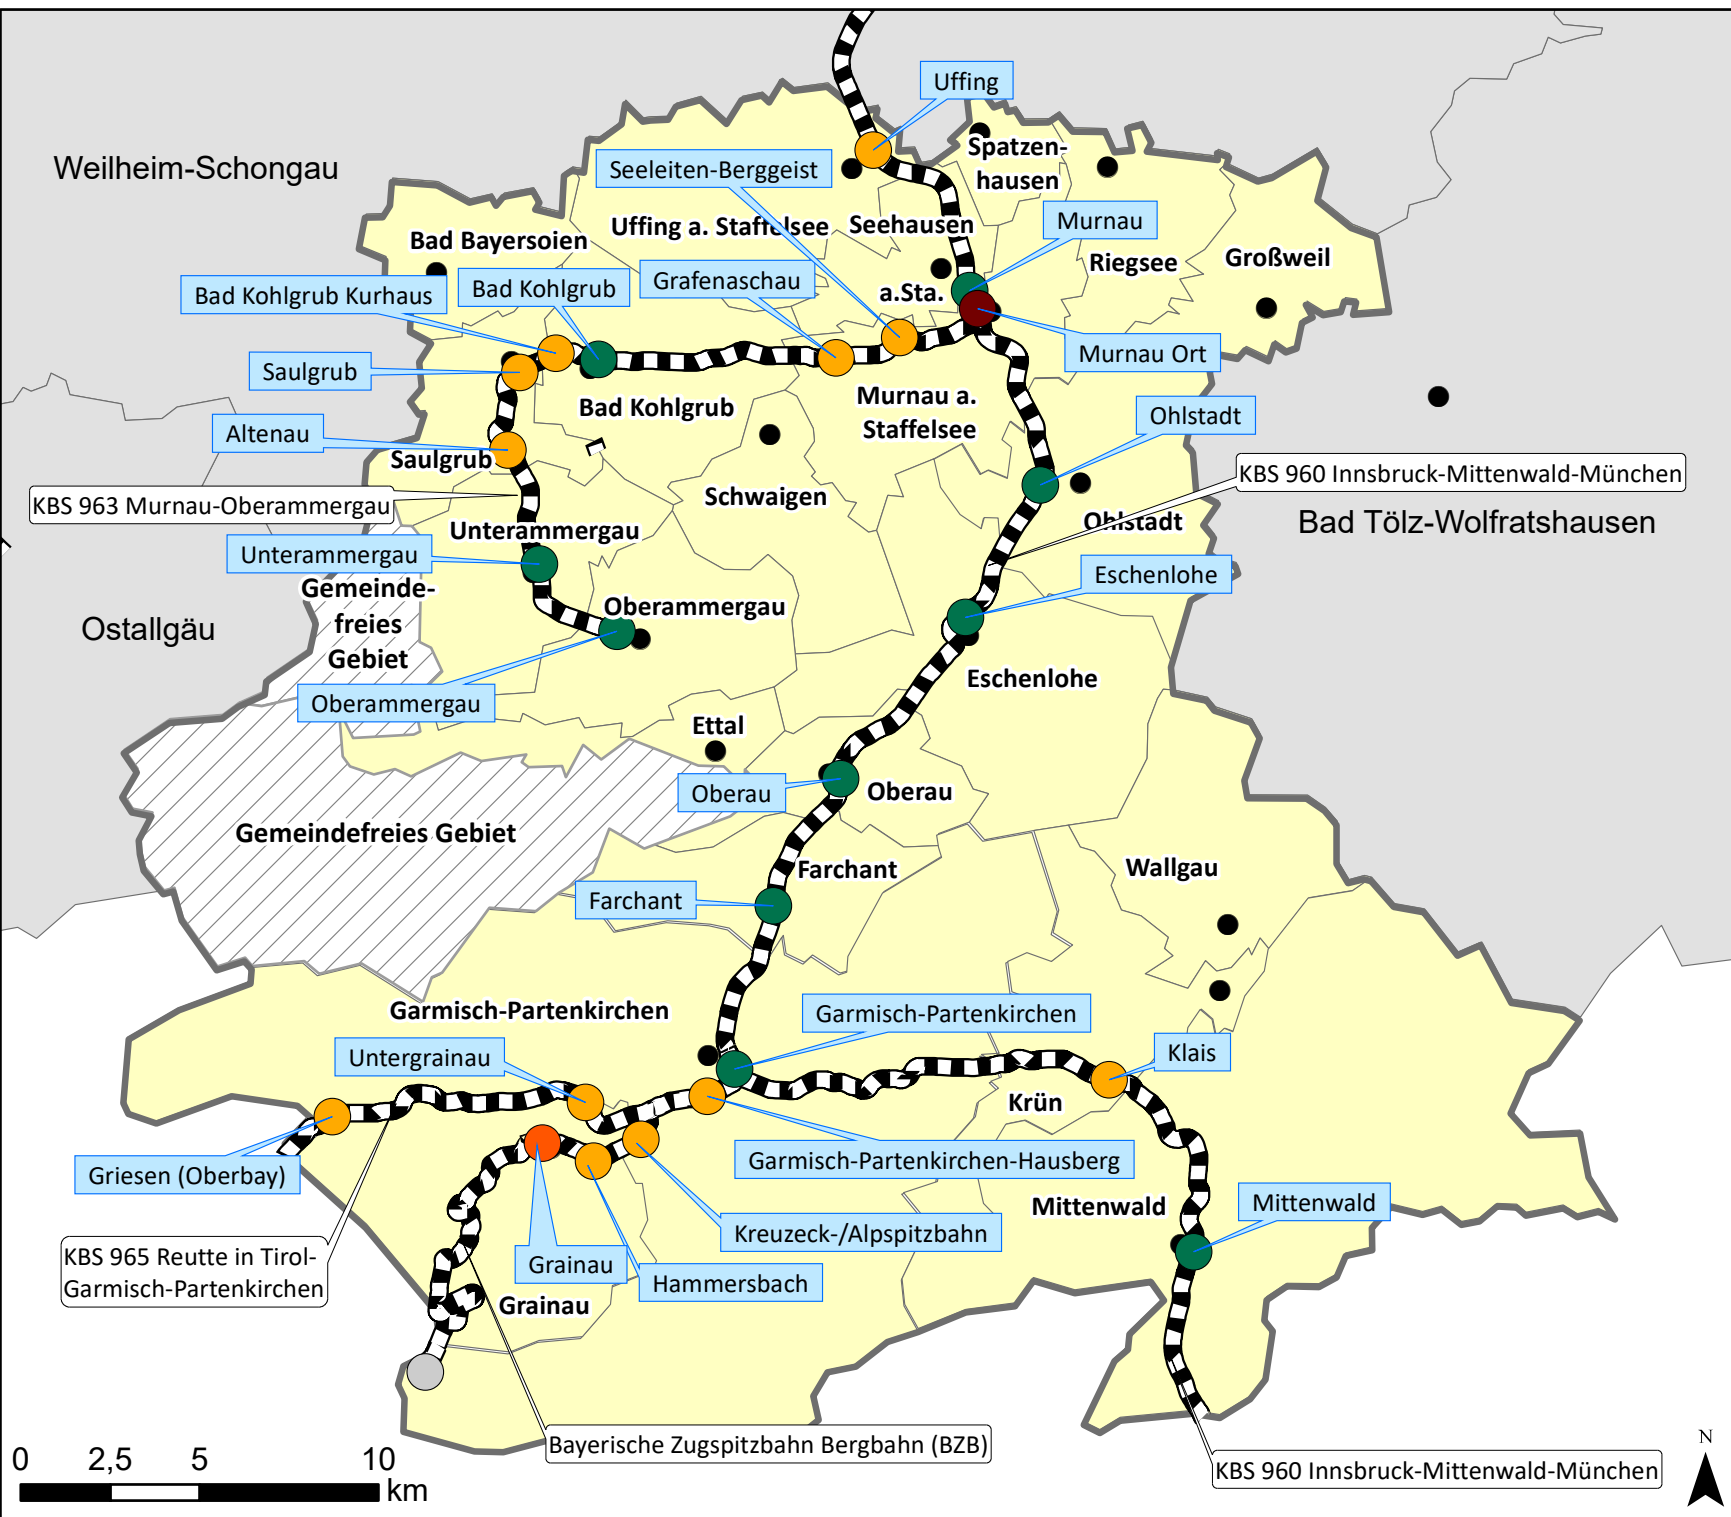 Uffing
Spatzen-
hausen
Weilheim-Schongau
Seeleiten-Berggeist
Uffing a. Staffelsee
Seehausen
a.Sta.
Murnau
Bad Bayersoien
Riegsee
Großweil
Bad Kohlgrub Kurhaus
Bad Kohlgrub
Grafenaschau
Murnau Ort
Saulgrub
Bad Kohlgrub
Murnau a.
Staffelsee
Ohlstadt
Altenau
Saulgrub
KBS 960 Innsbruck-Mittenwald-München
KBS 963 Murnau-Oberammergau
Schwaigen
Ohlstadt
Bad Tölz-Wolfratshausen
Unterammergau
Unterammergau
Eschenlohe
Gemeinde-
freies
Gebiet
Oberammergau
Ostallgäu
Eschenlohe
Oberammergau
Ettal
Oberau
Oberau
Gemeindefreies Gebiet
Farchant
Wallgau
Farchant
Garmisch-Partenkirchen
Garmisch-Partenkirchen
Untergrainau
Klais
Krün
Griesen (Oberbay)
Garmisch-Partenkirchen-Hausberg
Mittenwald
Mittenwald
Kreuzeck-/Alpspitzbahn
KBS 965 Reutte in Tirol-
Garmisch-Partenkirchen
Grainau
Hammersbach
Grainau
Bayerische Zugspitzbahn Bergbahn (BZB)
KBS 960 Innsbruck-Mittenwald-München
0 2,5 5 10
km
N